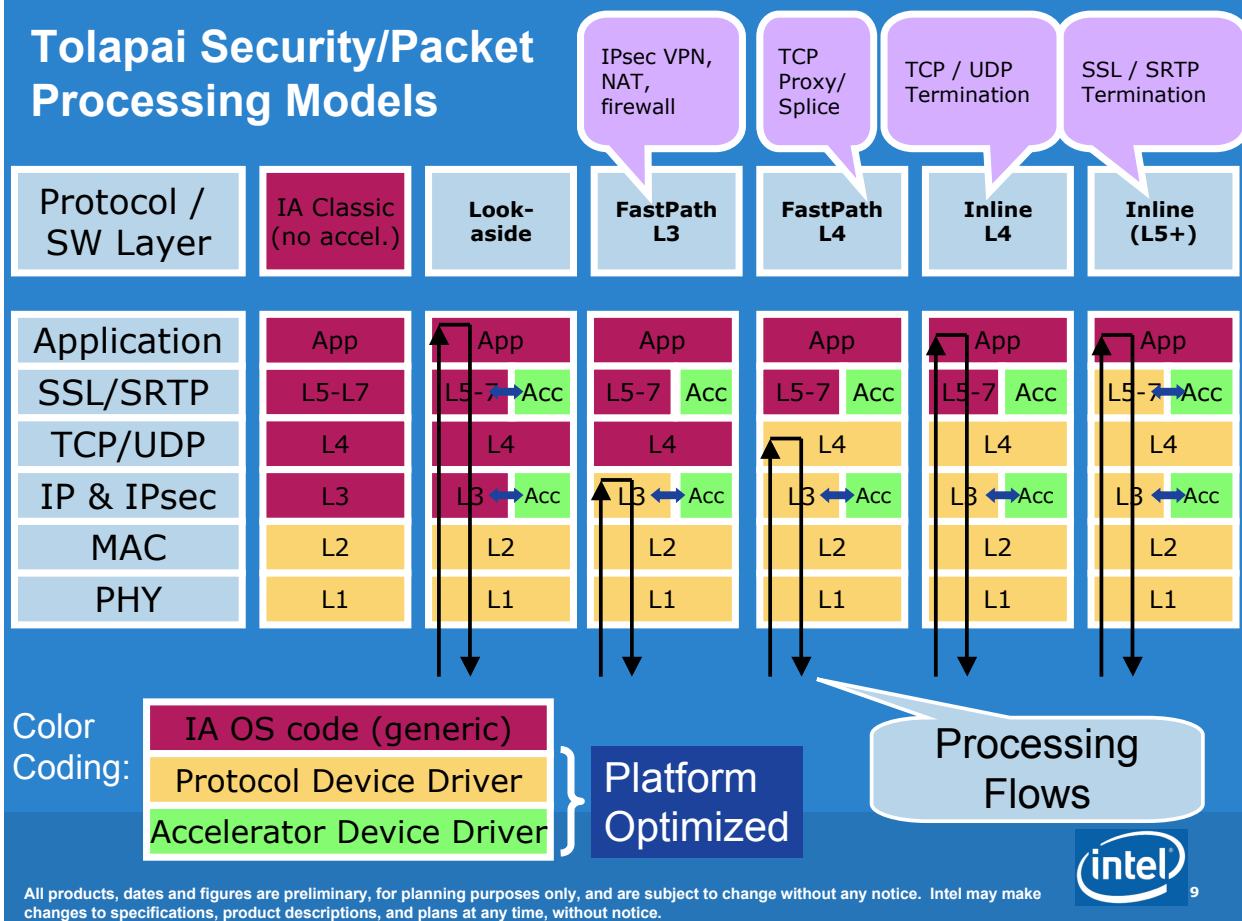 Tolapai Security/Packet
Processing Models
IPsec VPN,
NAT,
firewall
TCP
Proxy/
Splice
TCP / UDP
Termination
SSL / SRTP
Termination
Protocol /
SW Layer
IA Classic
(no accel.)
Look-
aside
FastPath
L3
FastPath
L4
Inline
L4
Inline
(L5+)
Application
App
App
App
App
App
App
SSL/SRTP
L5-L7
L5-7
Acc
L5-7
Acc
L5-7
Acc
L5-7
Acc
L5-7
Acc
TCP/UDP
L4
L4
L4
L4
L4
L4
IP & IPsec
L3
L3
Acc
L3
Acc
L3
Acc
L3
Acc
L3
Acc
MAC
L2
L2
L2
L2
L2
L2
PHY
L1
L1
L1
L1
L1
L1
Color
Coding:
IA OS code (generic)
Protocol Device Driver
Accelerator Device Driver
Platform
Optimized
Processing
Flows
intel
All products, dates and figures are preliminary, for planning purposes only, and are subject to change without any notice.  Intel may make
changes to specifications, product descriptions, and plans at any time, without notice.
9